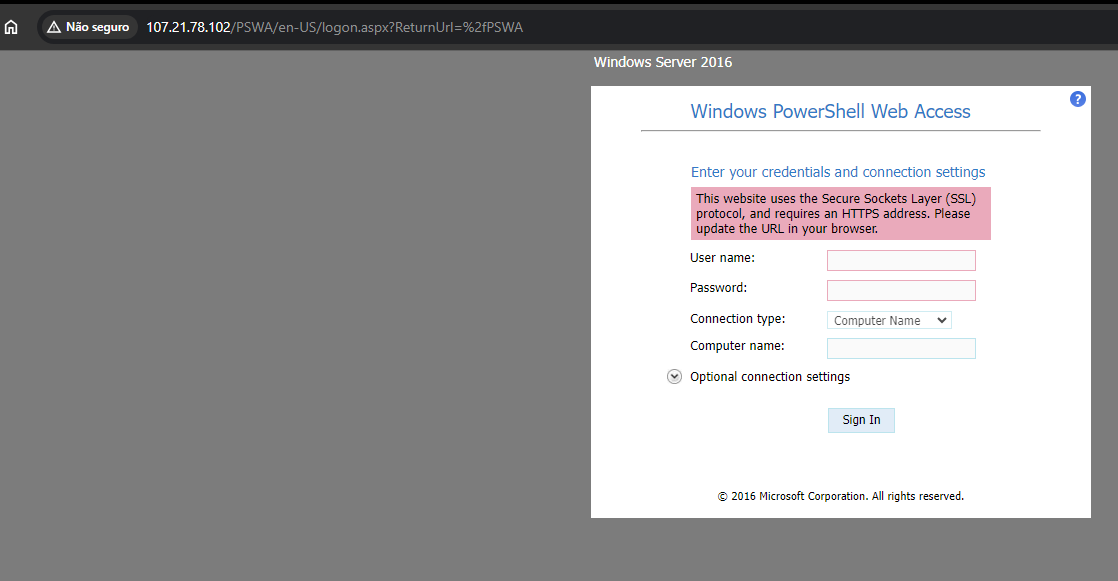 Não seguro 107.21.78.102/PSWA/en-US/logon.aspx?ReturnUrl=%2fPSWA
Windows Server 2016
?
Windows PowerShell Web Access
Enter your credentials and connection settings
This website uses the Secure Sockets Layer (SSL)
protocol, and requires an HTTPS address. Please
update the URL in your browser.
User name:
Password:
Connection type: Computer Name
Computer name:
Optional connection settings
Sign In
© 2016 Microsoft Corporation. All rights reserved.